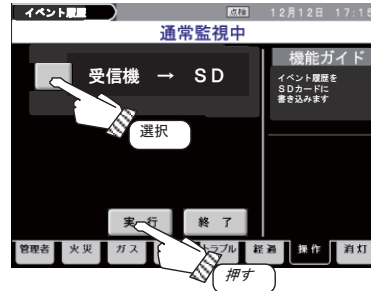 イベント履歴
点検
12月12日 17:15
通常監視中
受信機 → SD
機能ガイド
イベント履歴を
SDカードに
書き込みます
選択
実行
終了
管理者
火災
ガス
トラブル
経過
操作
消灯
押す